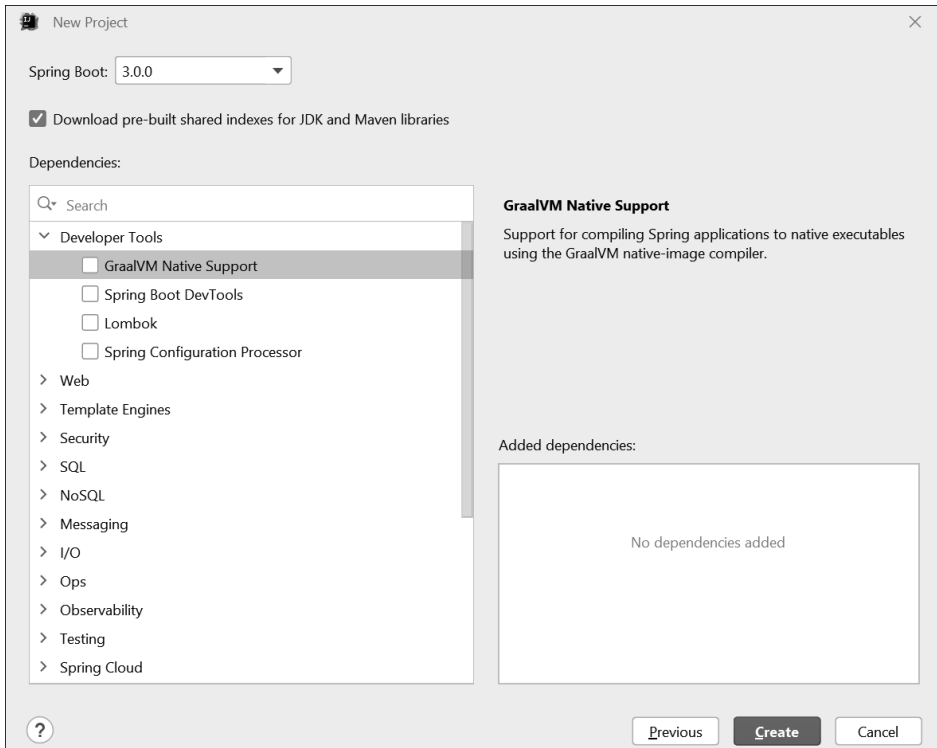 New Project
Spring Boot: 3.0.0
Download pre-built shared indexes for JDK and Maven libraries
Dependencies:
Search
Developer Tools
GraalVM Native Support
Spring Boot DevTools
Lombok
Spring Configuration Processor
Web
Template Engines
Security
SQL
NoSQL
Messaging
I/O
Ops
Observability
Testing
Spring Cloud
GraalVM Native Support
Support for compiling Spring applications to native executables
using the GraalVM native-image compiler.
Added dependencies:
No dependencies added
?
Previous
Create
Cancel